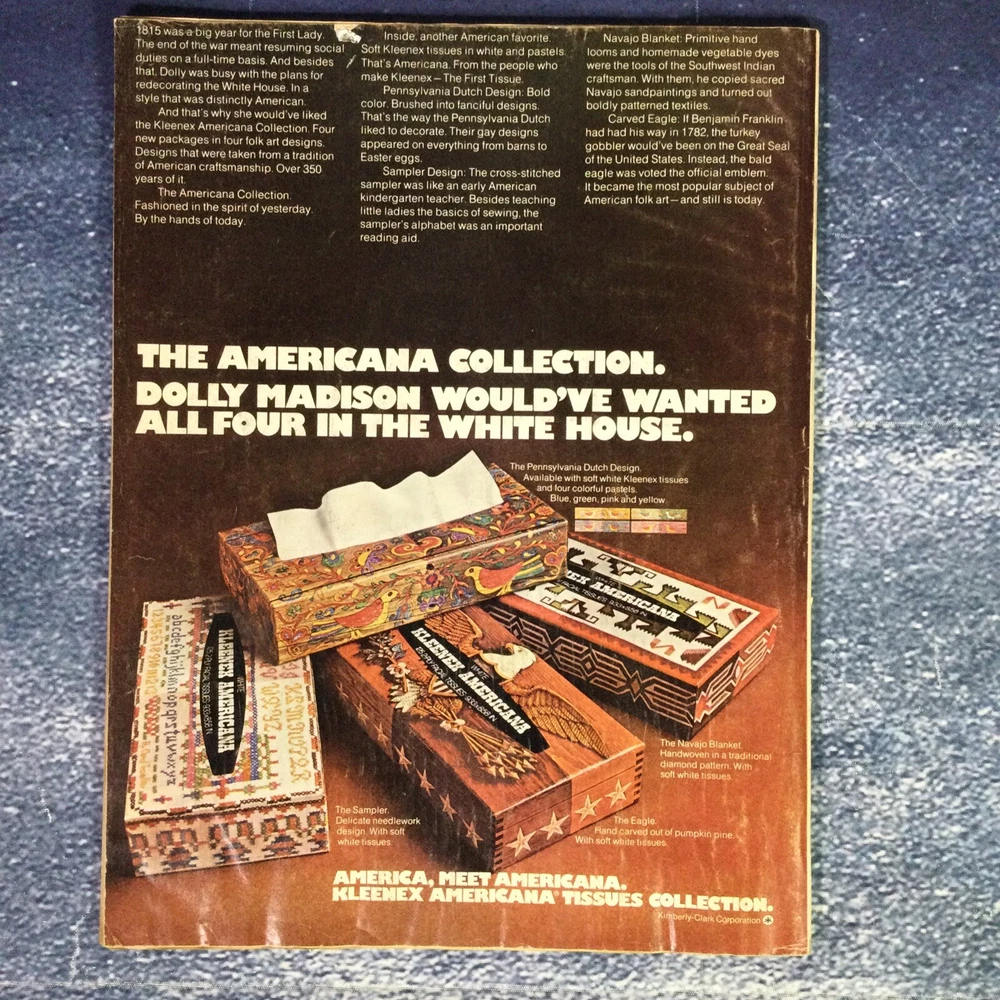 1815 was a big year for the First Lady.
The end of the war meant resuming social
duties on a full-time basis. And besides
that, Dolly was busy with the plans for
redecorating the White House. In a
style that was distinctly American.
And that's why she would've liked
the Kleenex Americana Collection. Four
new packages in four folk art designs.
Designs that were taken from a tradition
of American craftsmanship. Over 350
years of it.
The Americana Collection.
Fashioned in the spirit of yesterday.
By the hands of today.
Inside, another American favorite.
Soft Kleenex tissues in white and pastels.
That's Americana. From the people who
make Kleenex—The First Tissue.
Pennsylvania Dutch Design: Bold
color. Brushed into fanciful designs.
That's the way the Pennsylvania Dutch
liked to decorate. Their gay designs
appeared on everything from barns to
Easter eggs.
Sampler Design: The cross-stitched
sampler was like an early American
kindergarten teacher. Besides teaching
little ladies the basics of sewing, the
sampler's alphabet was an important
reading aid.
Navajo Blanket: Primitive hand
looms and homemade vegetable dyes
were the tools of the Southwest Indian
craftsman. With them, he copied sacred
Navajo sandpaintings and turned out
boldly patterned textiles.
Carved Eagle: If Benjamin Franklin
had had his way in 1782, the turkey
gobbler would've been on the Great Seal
of the United States. Instead, the bald
eagle was voted the official emblem.
It became the most popular subject of
American folk art—and still is today.
THE AMERICANA COLLECTION.
DOLLY MADISON WOULD'VE WANTED
ALL FOUR IN THE WHITE HOUSE.
The Pennsylvania Dutch Design.
Available with soft white Kleenex tissues
and four colorful pastels.
Blue, green, pink and yellow.
WHITE
KLEENEX AMERICANA
abcdefghijklmnopqrstuvwxyz
WHITE
KLEENEX AMERICANA
WHITE
EX AMERICANA
The Navajo Blanket.
Handwoven in a traditional
diamond pattern. With
soft white tissues.
The Sampler.
Delicate needlework
design. With soft
white tissues.
The Eagle.
Hand carved out of pumpkin pine.
With soft white tissues.
AMERICA, MEET AMERICANA.
KLEENEX AMERICANA TISSUES COLLECTION.
Kimberly-Clark Corporation